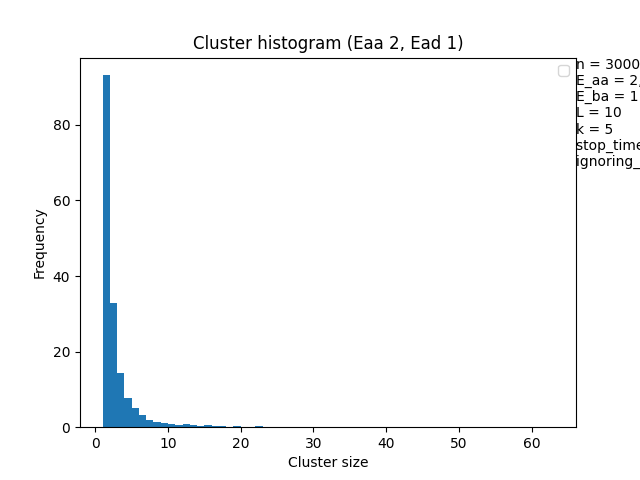 Cluster histogram (Eaa 2, Ead 1)
n = 3000
E_aa = 2,
E_ba = 1
L = 10
k = 5
stop_time
ignoring_
Frequency
80
60
40
20
0
0 10 20 30 40 50 60
Cluster size